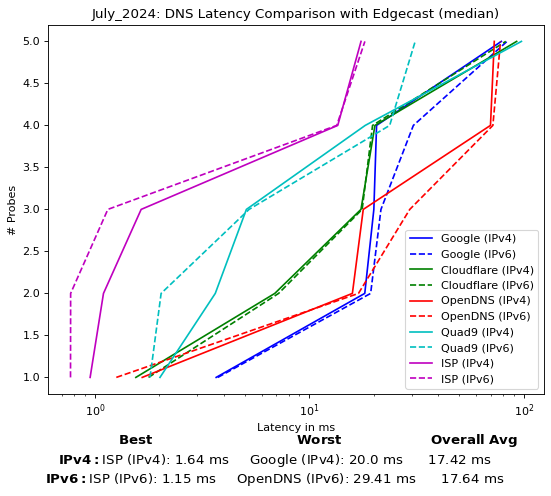 July_2024: DNS Latency Comparison with Edgecast (median)
5.0
4.5
4.0
3.5
3.0
2.5
2.0
1.5
1.0
# Probes
Google (IPv4)
Google (IPv6)
Cloudflare (IPv4)
Cloudflare (IPv6)
OpenDNS (IPv4)
OpenDNS (IPv6)
Quad9 (IPv4)
Quad9 (IPv6)
ISP (IPv4)
ISP (IPv6)
10⁰ 10¹ 10²
Latency in ms
Best Worst Overall Avg
IPv4: ISP (IPv4): 1.64 ms Google (IPv4): 20.0 ms 17.42 ms
IPv6: ISP (IPv6): 1.15 ms OpenDNS (IPv6): 29.41 ms 17.64 ms